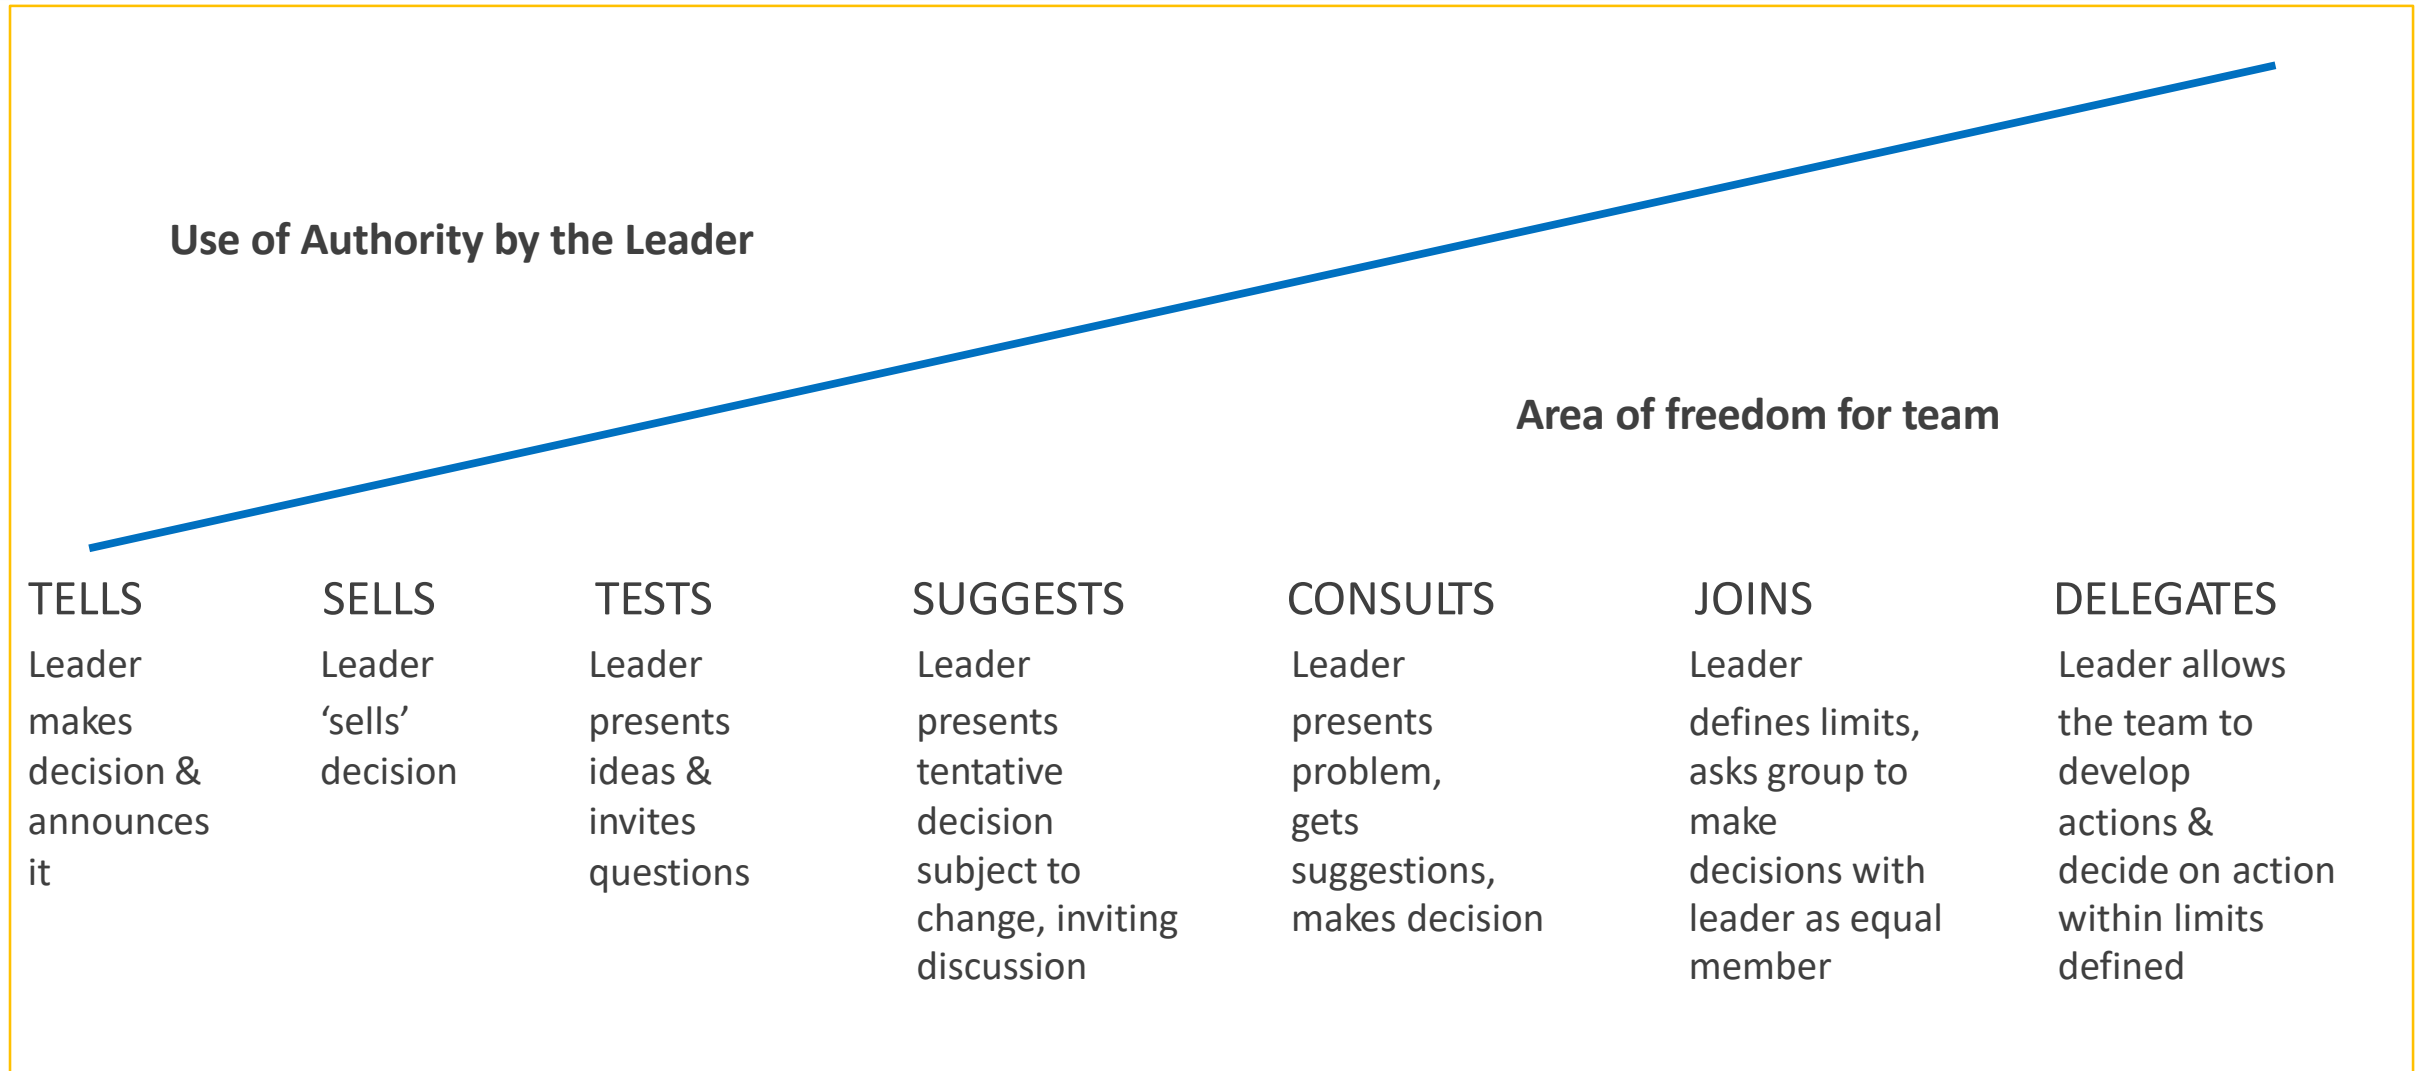 Use of Authority by the Leader
Area of freedom for team
TELLS
Leader
makes
decision &
announces
it
SELLS
Leader
‘sells’
decision
TESTS
Leader
presents
ideas &
invites
questions
SUGGESTS
Leader
presents
tentative
decision
subject to
change, inviting
discussion
CONSULTS
Leader
presents
problem,
gets
suggestions,
makes decision
JOINS
Leader
defines limits,
asks group to
make
decisions with
leader as equal
member
DELEGATES
Leader allows
the team to
develop
actions &
decide on action
within limits
defined